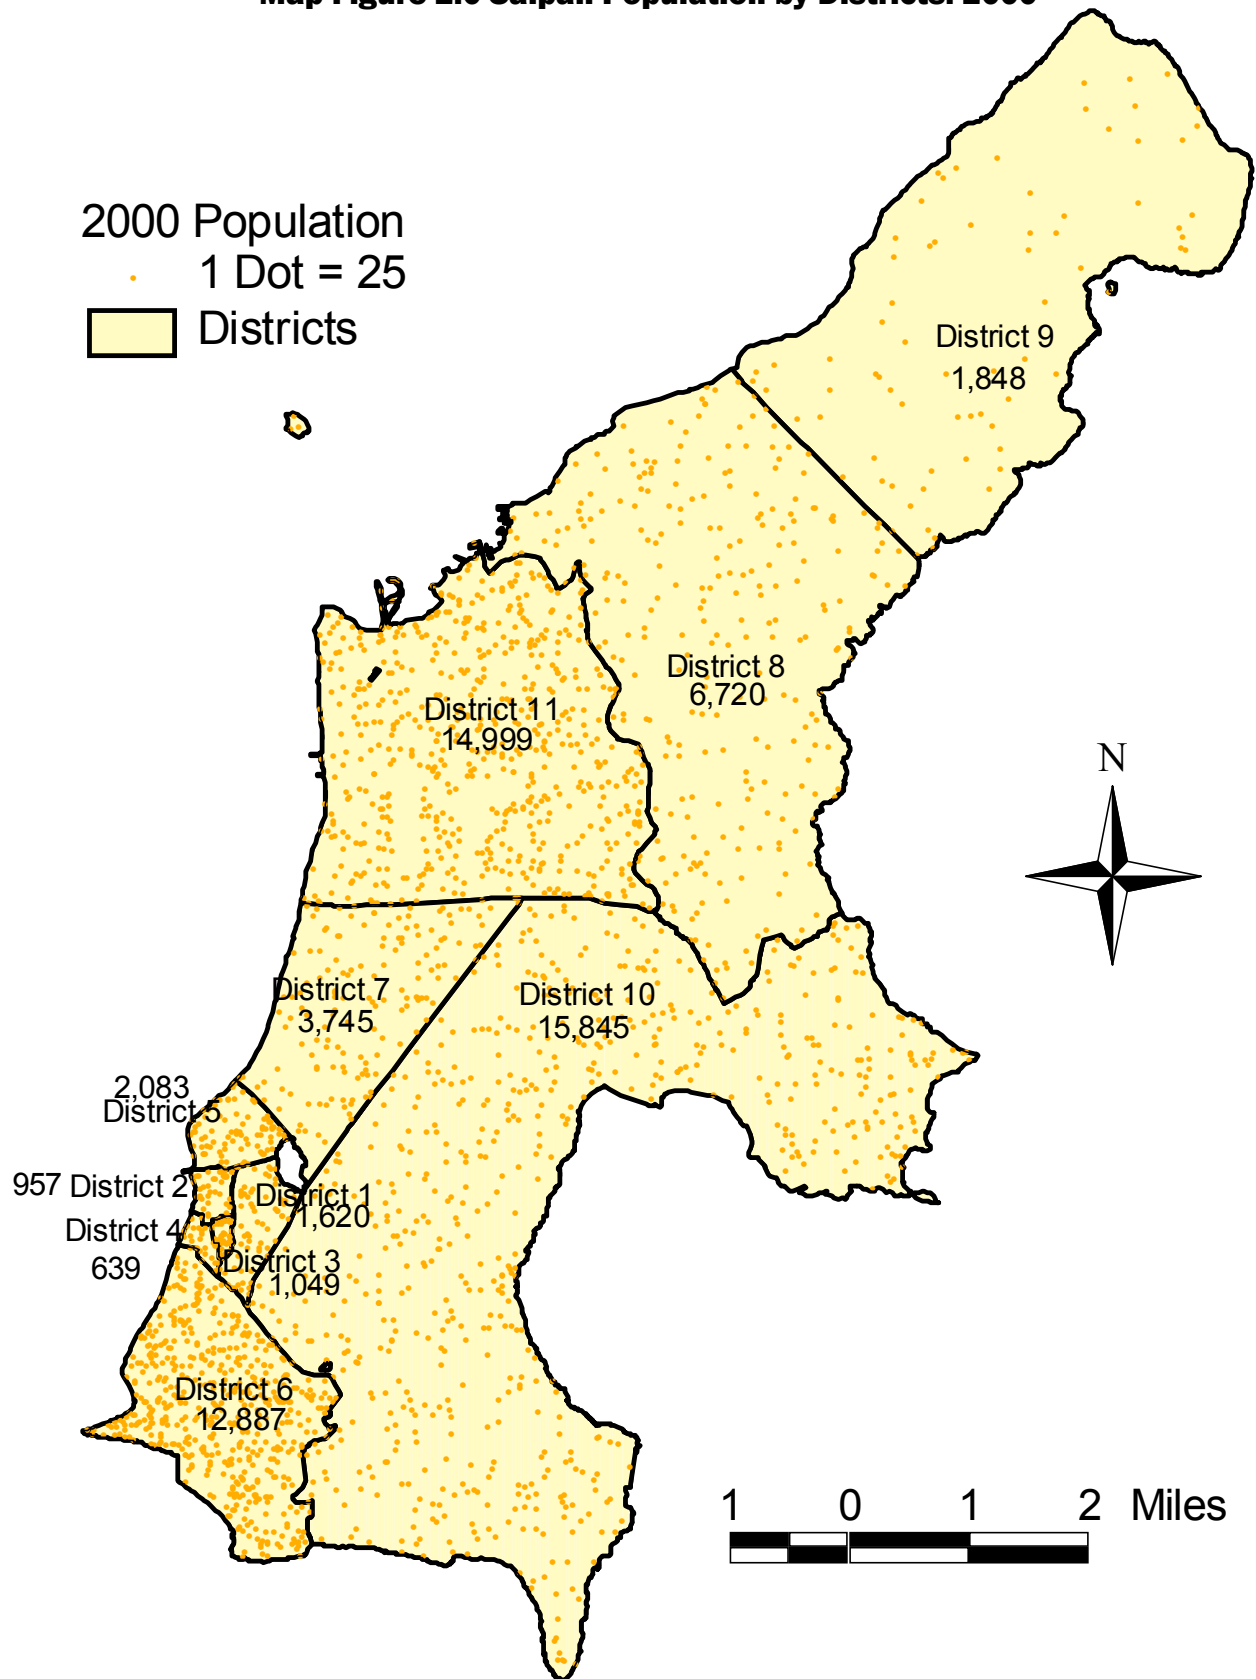 2000 Population
1 Dot = 25
Districts
District 9
1,848
District 8
6,720
District 11
14,999
N
District 7
3,745
District 10
15,845
2,083
District 5
957 District 2
District 1
1,620
District 4
639
District 3
1,049
District 6
12,887
1 0 1 2 Miles